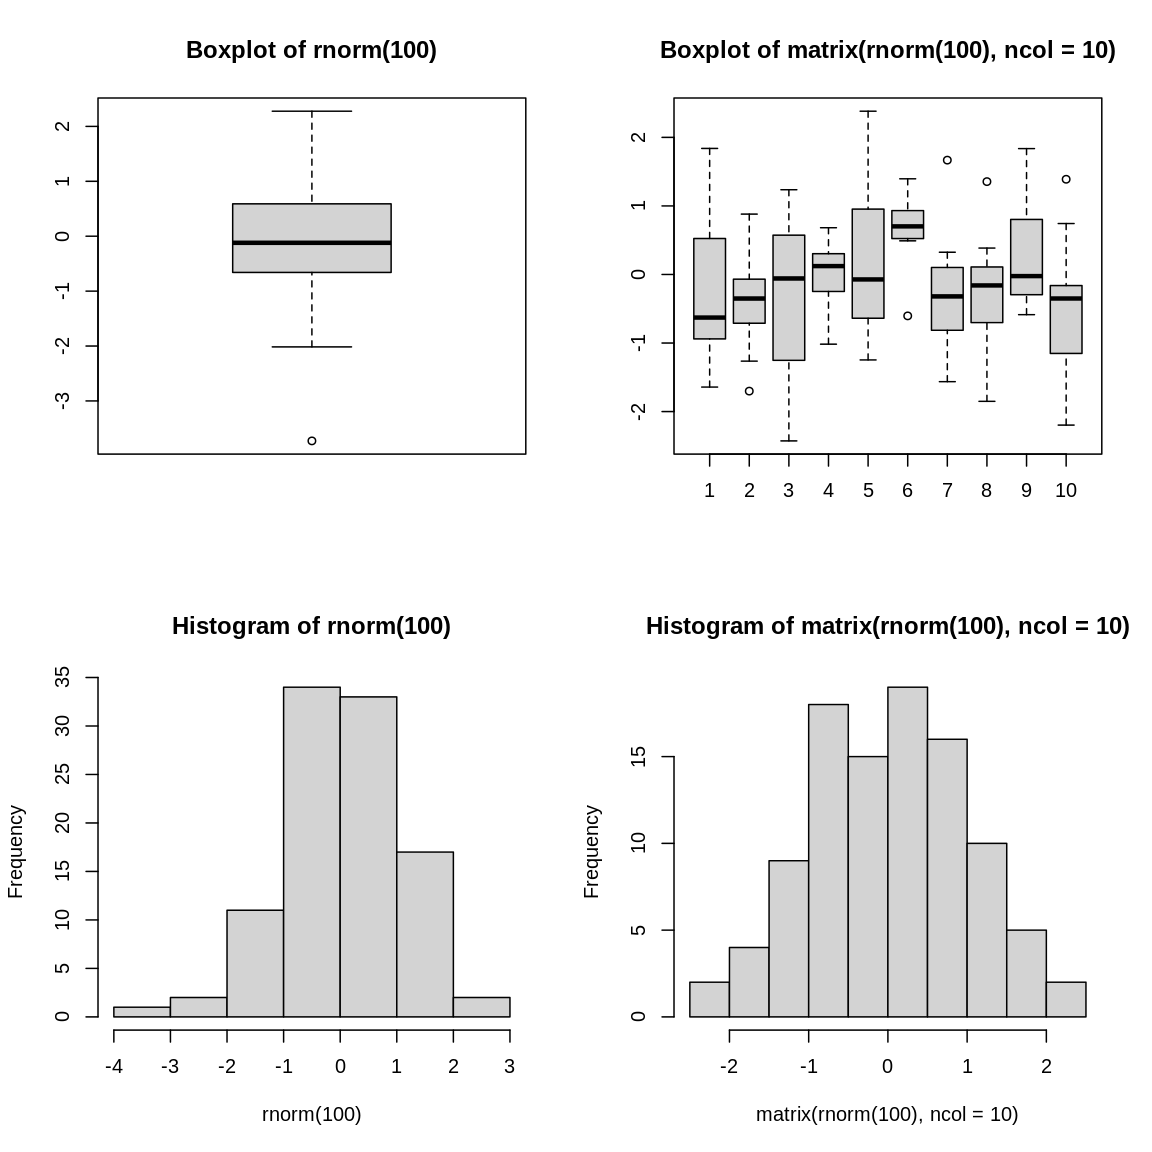 Boxplot of rnorm(100)
2
1
0
-1
-2
-3
Boxplot of matrix(rnorm(100), ncol = 10)
2
1
0
-1
-2
1 2 3 4 5 6 7 8 9 10
Histogram of rnorm(100)
Frequency
35
30
25
20
15
10
5
0
-4 -3 -2 -1 0 1 2 3
rnorm(100)
Histogram of matrix(rnorm(100), ncol = 10)
Frequency
15
10
5
0
-2 -1 0 1 2
matrix(rnorm(100), ncol = 10)